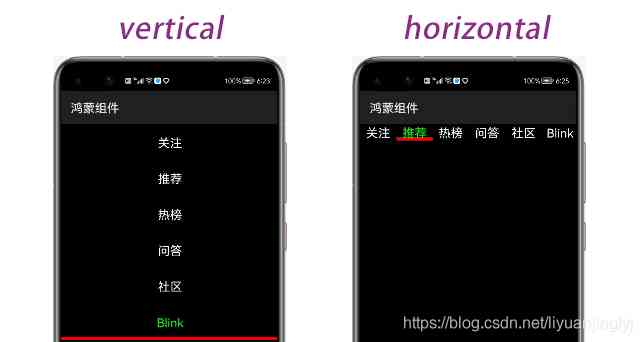 vertical
horizontal
100% 6:23
鸿蒙组件
关注
推荐
热榜
问答
社区
Blink
100% 6:25
鸿蒙组件
关注 推荐 热榜 问答 社区 Blink
https://blog.csdn.net/liyuanjinglyj